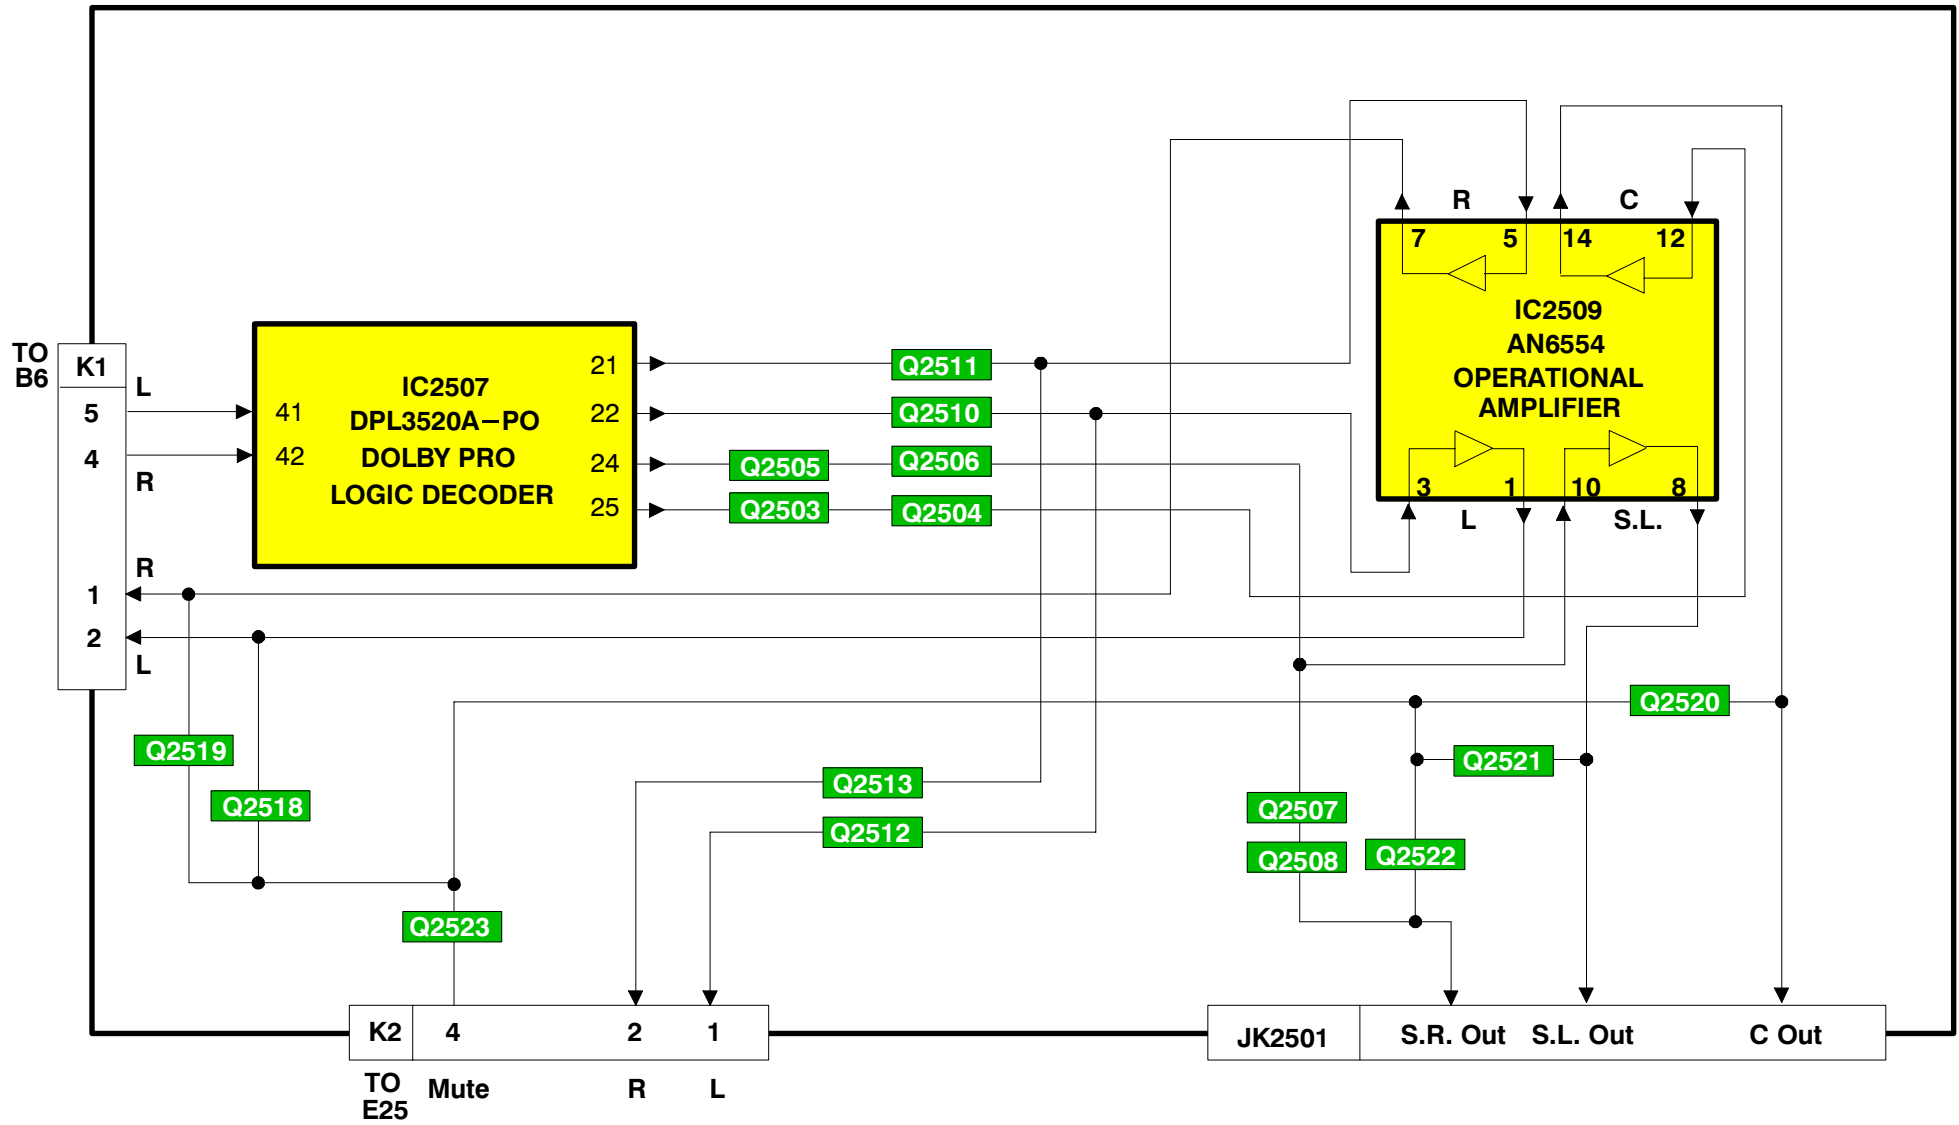 R
C
7
5
14
12
IC2509
AN6554
OPERATIONAL
AMPLIFIER
3
1
10
8
L
S.L.
TO
B6
K1
L
5
4
R
R
1
2
L
IC2507
DPL3520A–PO
DOLBY PRO
LOGIC DECODER
41
42
21
22
24
25
Q2511
Q2510
Q2505
Q2506
Q2503
Q2504
Q2520
Q2519
Q2521
Q2518
Q2513
Q2507
Q2512
Q2508
Q2522
Q2523
K2
4
2
1
TO
E25
Mute
R
L
JK2501
S.R. Out
S.L. Out
C Out